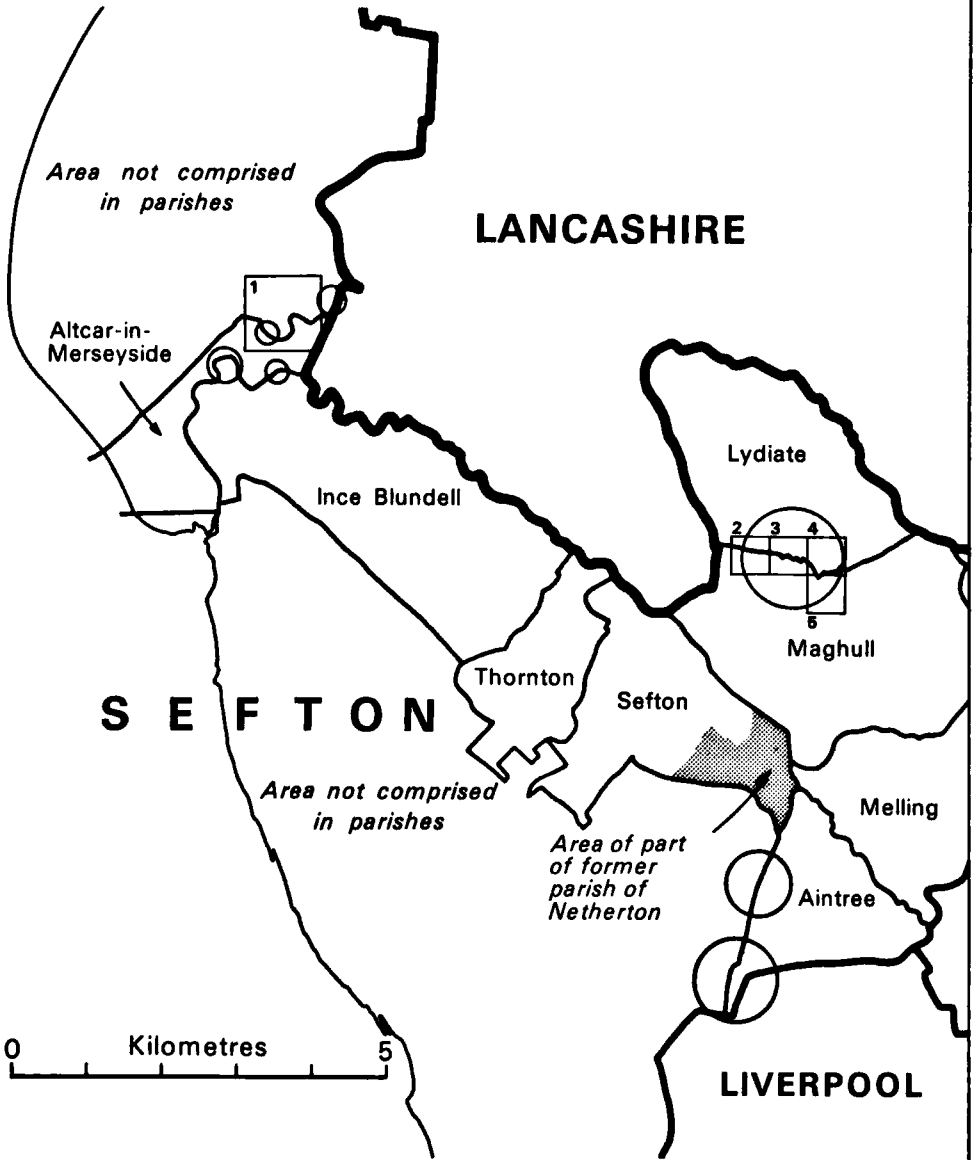 Area not comprised
in parishes
LANCASHIRE
1
Altcar-in-
Merseyside
Lydiate
Ince Blundell
2 3 4
5
Maghull
Thornton
Sefton
SEFTON
Area not comprised
in parishes
Melling
Area of part
of former
parish of
Netherton
Aintree
0 Kilometres 5
LIVERPOOL